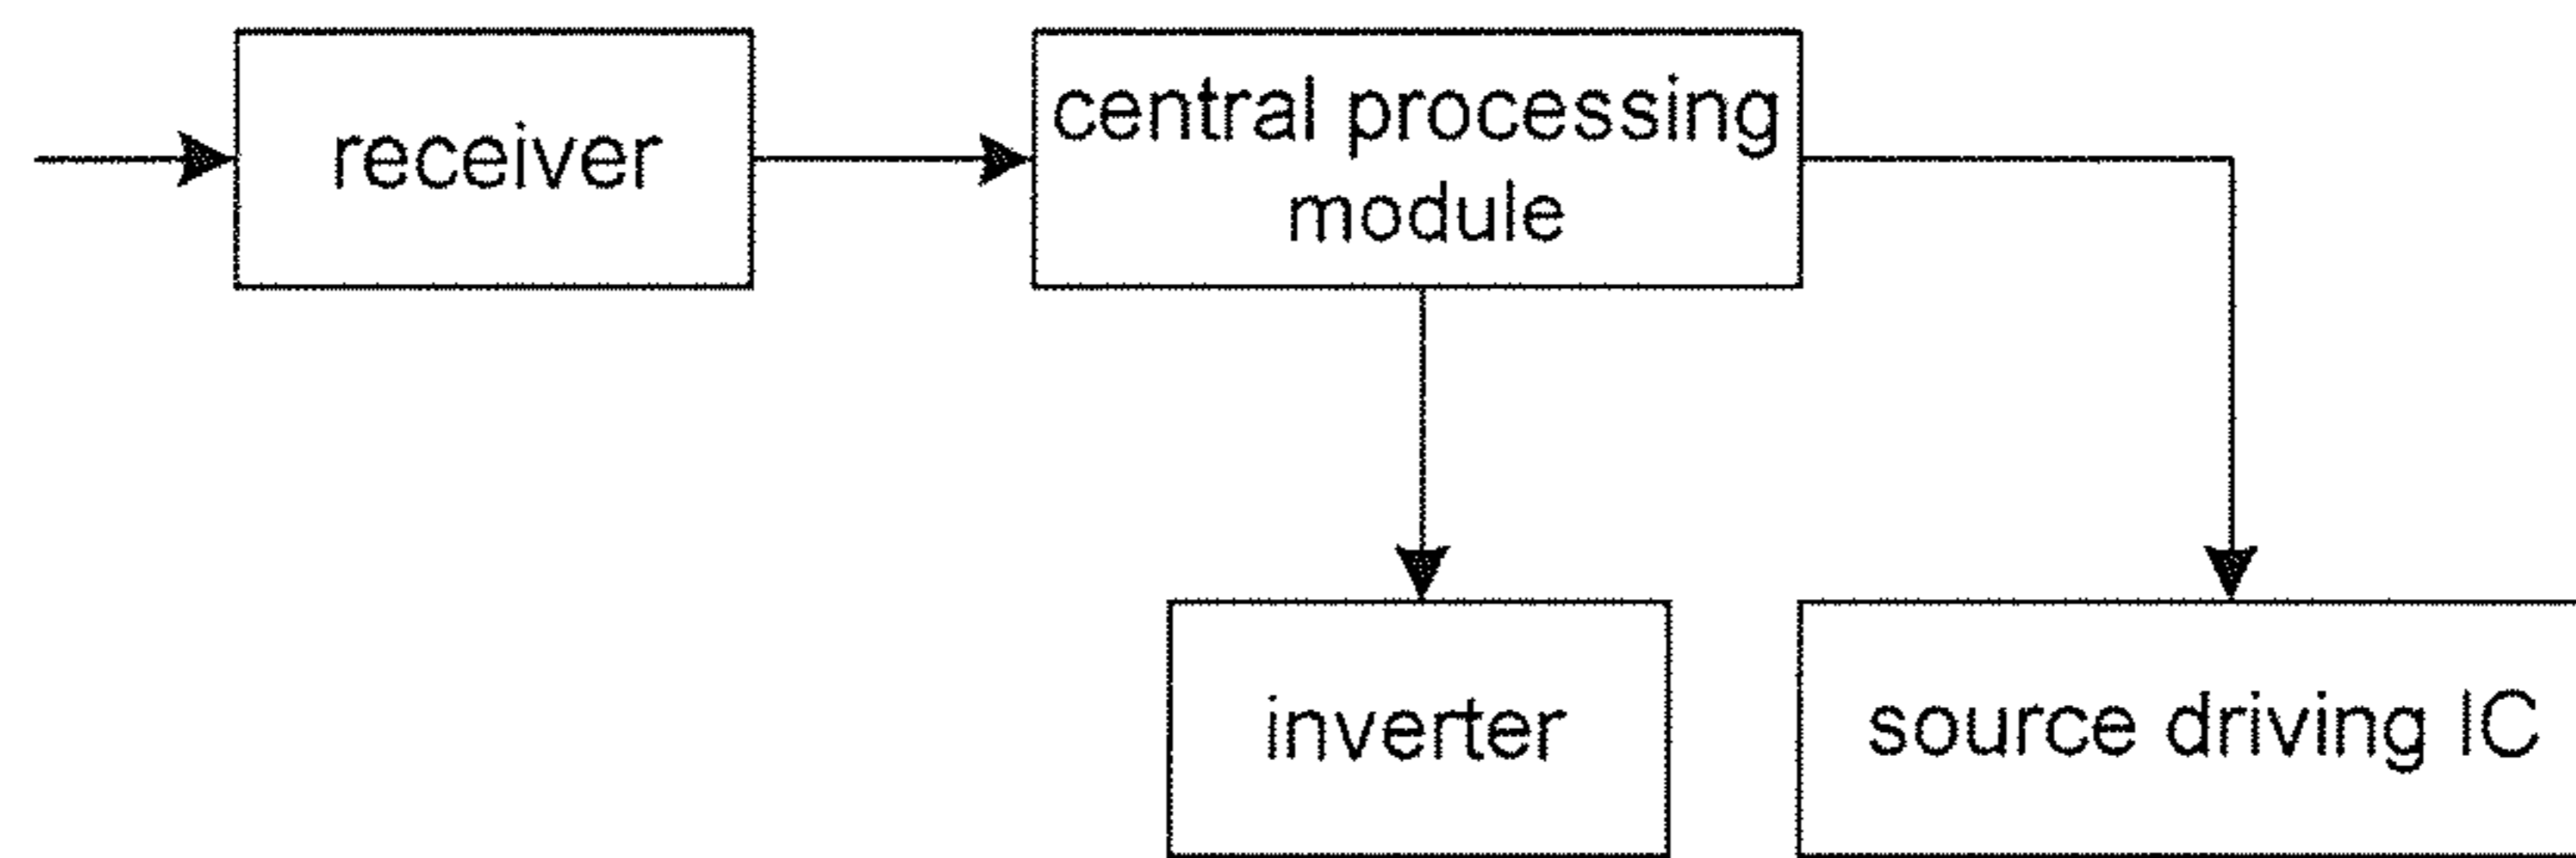 receiver
central processing
module
inverter
source driving IC